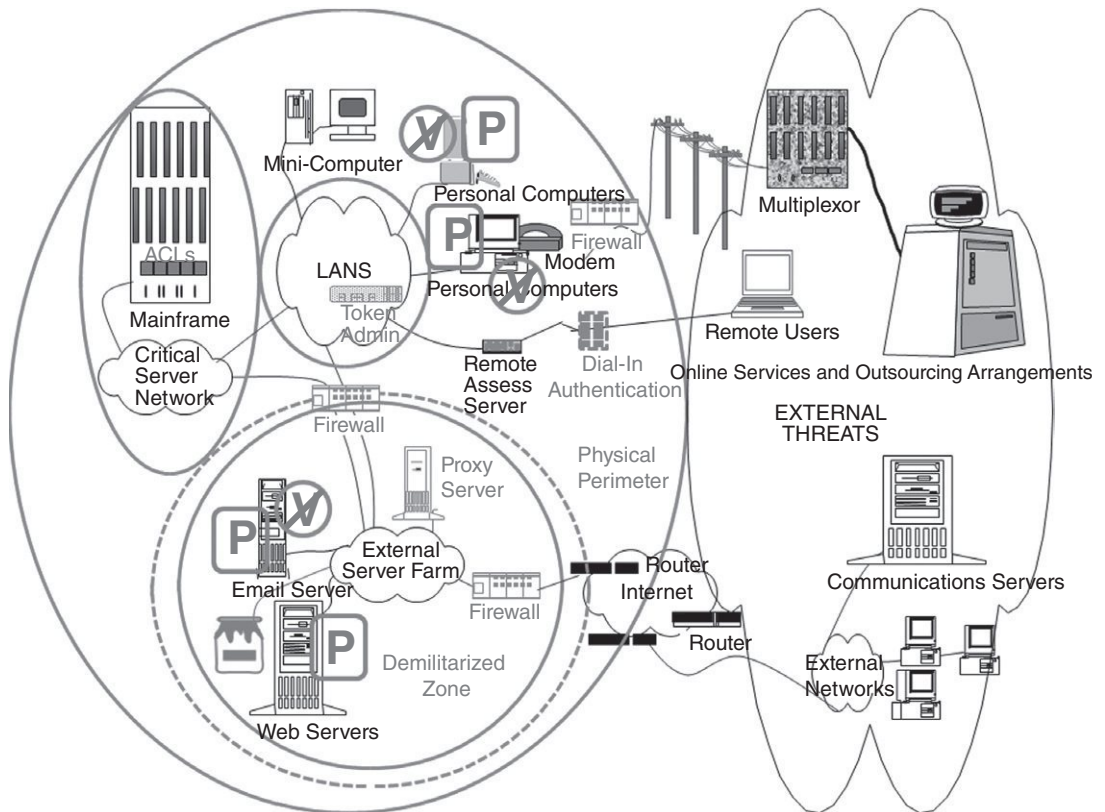 Mini-Computer
V
P
Personal Computers
Multiplexor
ACLs
Mainframe
LANS
Token
Admin
P
Firewall
Modem
Personal Computers
V
Remote Users
Critical
Server
Network
Remote
Assess
Server
Dial-In
Authentication
Online Services and Outsourcing Arrangements
EXTERNAL
THREATS
Firewall
Proxy
Server
Physical
Perimeter
P
V
Email Server
External
Server Farm
Firewall
Router
Internet
Router
Communications Servers
P
Demilitarized
Zone
Web Servers
External
Networks